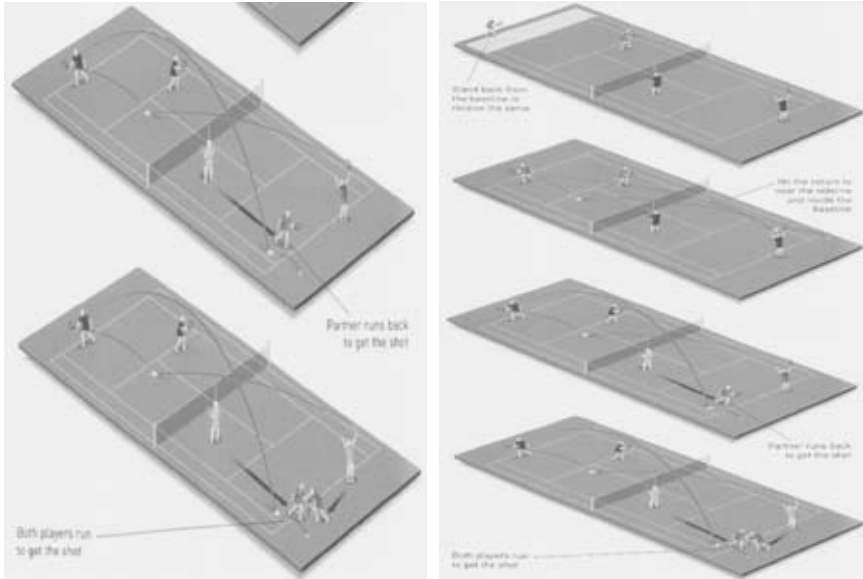 Partner runs back
to get the shot
Both players run
to get the shot
Stand back from
the baseline to
receive the serve
Hit the return to
near the sideline
and inside the
baseline
Partner runs back
to get the shot
Both players run
to get the shot